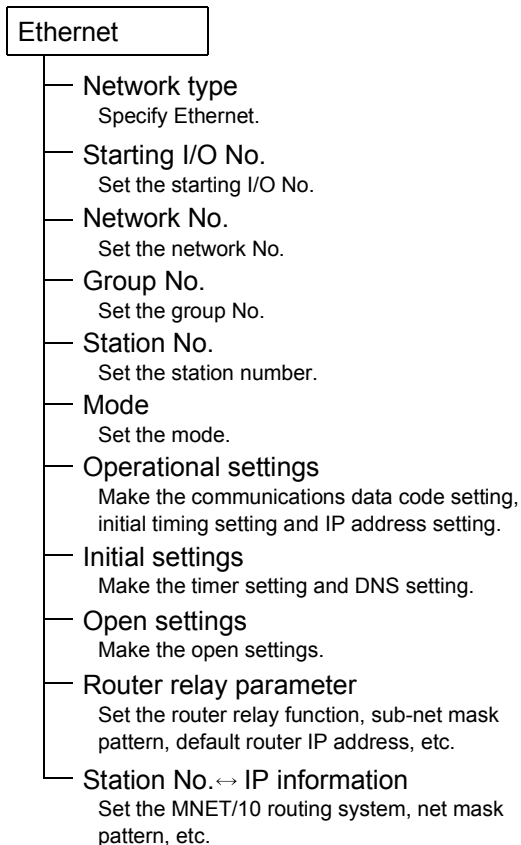 Ethernet
Network type
Specify Ethernet.
Starting I/O No.
Set the starting I/O No.
Network No.
Set the network No.
Group No.
Set the group No.
Station No.
Set the station number.
Mode
Set the mode.
Operational settings
Make the communications data code setting,
initial timing setting and IP address setting.
Initial settings
Make the timer setting and DNS setting.
Open settings
Make the open settings.
Router relay parameter
Set the router relay function, sub-net mask
pattern, default router IP address, etc.
Station No.↔ IP information
Set the MNET/10 routing system, net mask
pattern, etc.